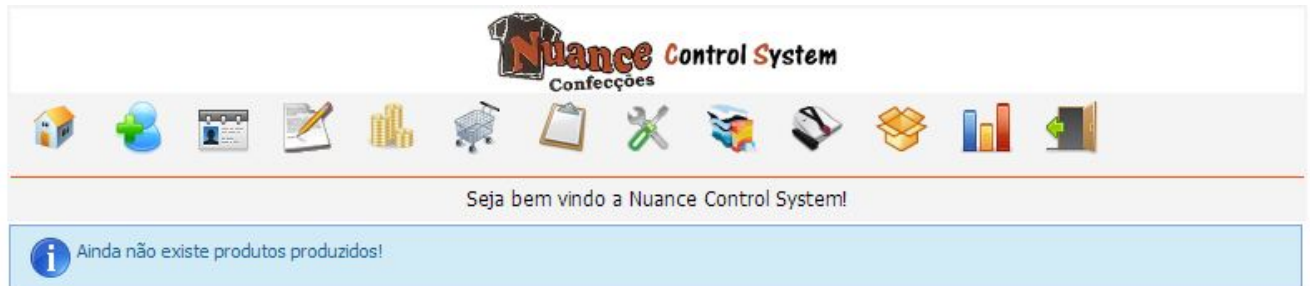 Nuance Control System
Confecções
Seja bem vindo a Nuance Control System!
Ainda não existe produtos produzidos!